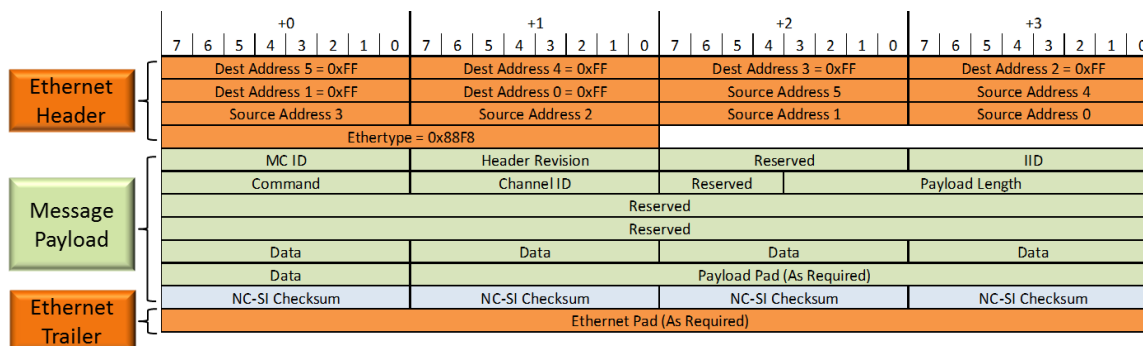 +0 +1 +2 +3
7 6 5 4 3 2 1 0 7 6 5 4 3 2 1 0 7 6 5 4 3 2 1 0 7 6 5 4 3 2 1 0
Ethernet Header
Dest Address 5 = 0xFF Dest Address 4 = 0xFF Dest Address 3 = 0xFF Dest Address 2 = 0xFF
Dest Address 1 = 0xFF Dest Address 0 = 0xFF Source Address 5 Source Address 4
Source Address 3 Source Address 2 Source Address 1 Source Address 0
Ethertype = 0x88F8
Message Payload
MC ID Header Revision Reserved IID
Command Channel ID Reserved Payload Length
Reserved
Reserved
Data Data Data Data
Data Payload Pad (As Required)
NC-SI Checksum NC-SI Checksum NC-SI Checksum NC-SI Checksum
Ethernet Trailer
Ethernet Pad (As Required)